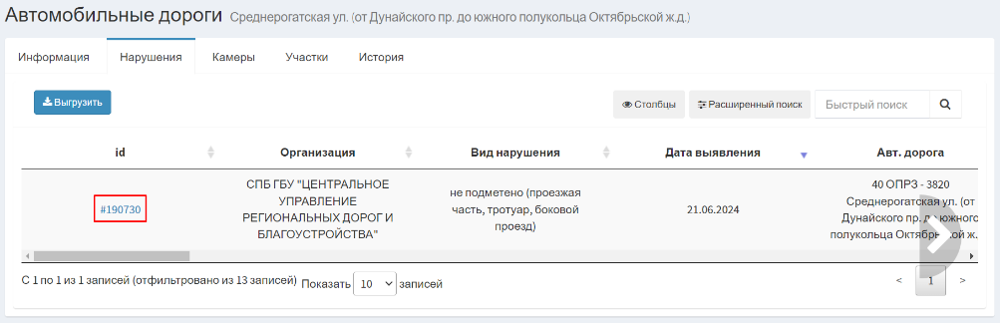 Автомобильные дороги Среднерогатская ул. (от Дунайского пр. до южного полукольца Октябрьской ж.д.)
Информация Нарушения Камеры Участки История
Выгрузить Столбцы Расширенный поиск Быстрый поиск
id Организация Вид нарушения Дата выявления Авт. дорога
#190730
СПБ ГБУ "ЦЕНТРАЛЬНОЕ
УПРАВЛЕНИЕ
РЕГИОНАЛЬНЫХ ДОРОГ И
БЛАГОУСТРОЙСТВА"
не подметено (проезжая
часть, тротуар, боковой
проезд)
21.06.2024
40 ОПРЗ - 3820
Среднерогатская ул. (от
Дунайского пр. до южного
полукольца Октябрьской ж.
С 1 по 1 из 1 записей (отфильтровано из 13 записей) Показать 10 записей < 1 >